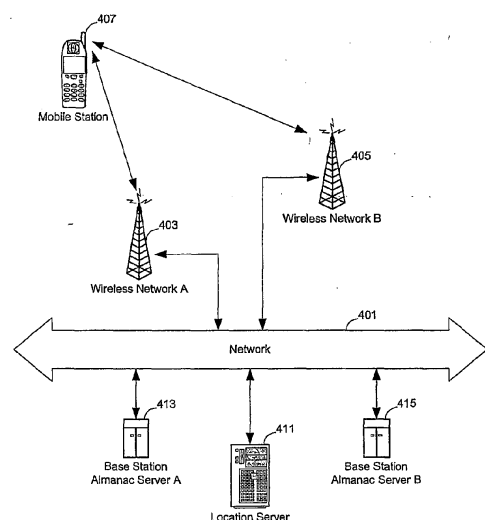 407
Mobile Station
405
Wireless Network B
403
Wireless Network A
401
Network
413
411
415
Base Station
Almanac Server A
Base Station
Almanac Server B
Location Server